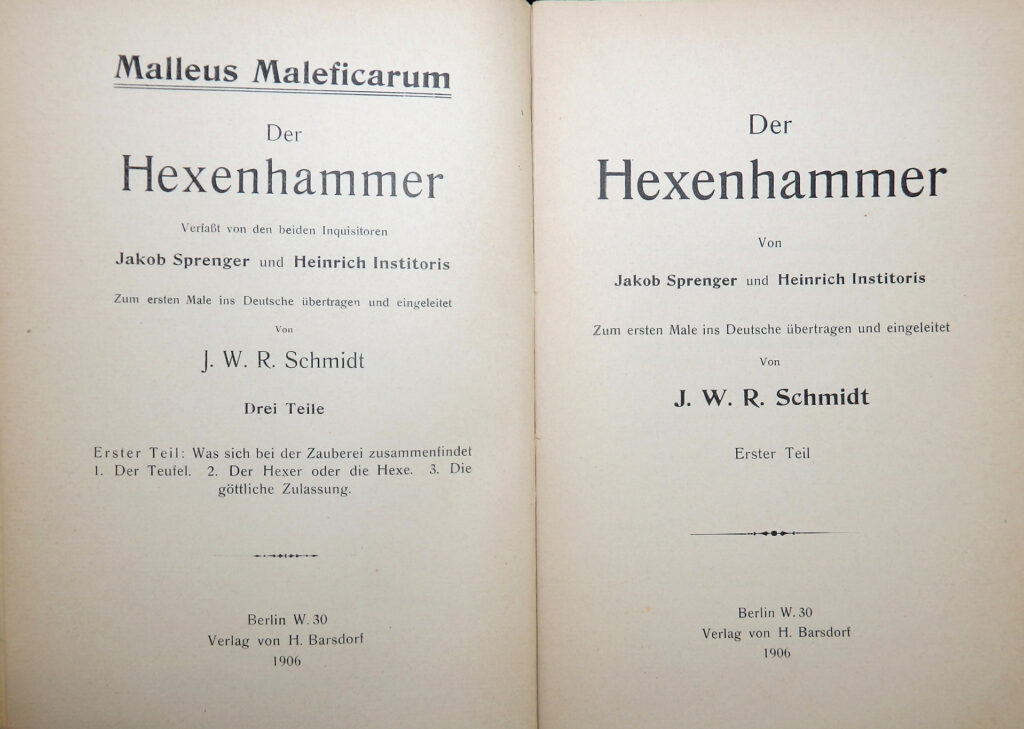 Malleus Maleficarum
Der
Hexenhammer
Verfaßt von den beiden Inquisitoren
Jakob Sprenger und Heinrich Institoris
Zum ersten Male ins Deutsche übertragen und eingeleitet
Von
J. W. R. Schmidt
Drei Teile
Erster Teil: Was sich bei der Zauberei zusammenfindet
1. Der Teufel. 2. Der Hexer oder die Hexe. 3. Die
göttliche Zulassung.
Berlin W. 30
Verlag von H. Barsdorf
1906
Der
Hexenhammer
Von
Jakob Sprenger und Heinrich Institoris
Zum ersten Male ins Deutsche übertragen und eingeleitet
Von
J. W. R. Schmidt
Erster Teil
Berlin W. 30
Verlag von H. Barsdorf
1906